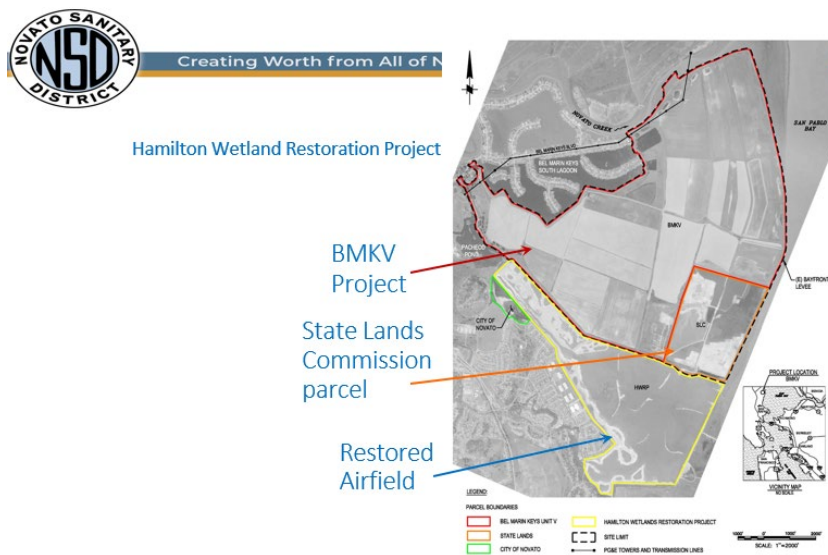 NOVATO SANITARY
NSD
DISTRICT
Creating Worth from All of
Hamilton Wetland Restoration Project
BMKV
Project
State Lands
Commission
parcel
Restored
Airfield
N
SAN PABLO
BAY
NOVATO CREEK
BEL MARIN KEYS BLVD
BEL MARIN KEYS
SOUTH LAGOON
BMKV
PACHECO
POND
(E) BAYFRONT
LEVEE
CITY OF
NOVATO
SLC
HWRP
PROJECT LOCATION
BMKV
VICINITY MAP
NO SCALE
LEGEND
PARCEL BOUNDARIES
BEL MARIN KEYS UNIT V
STATE LANDS
CITY OF NOVATO
HAMILTON WETLANDS RESTORATION PROJECT
SITE LIMIT
PG&E TOWERS AND TRANSMISSION LINES
1000' 0 1000' 2000'
SCALE: 1"=2000'